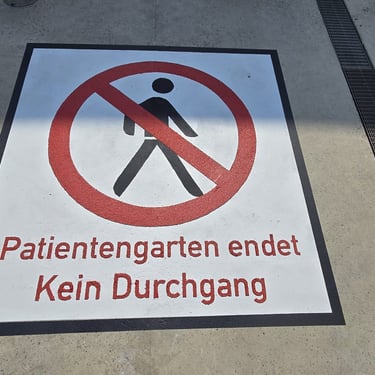 Patientengarten endet
Kein Durchgang